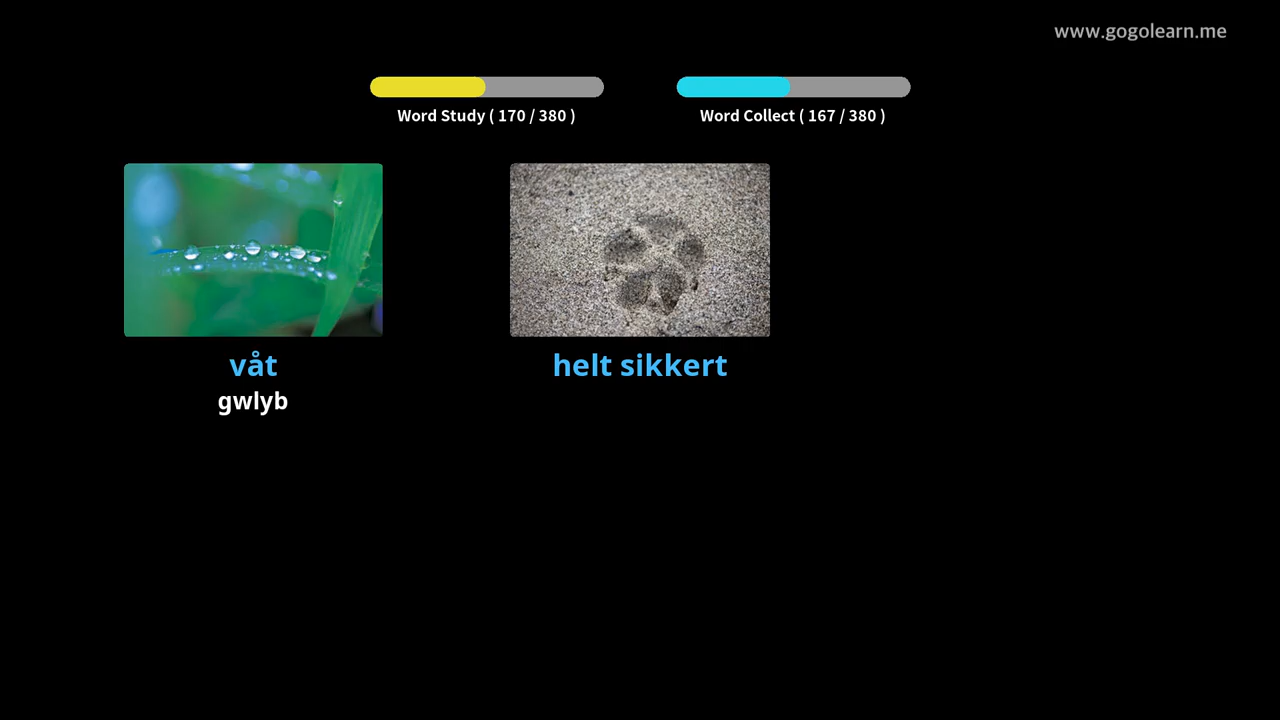 www.gogolearn.me
Word Study ( 170 / 380 )
Word Collect ( 167 / 380 )
våt
gwlyb
helt sikkert